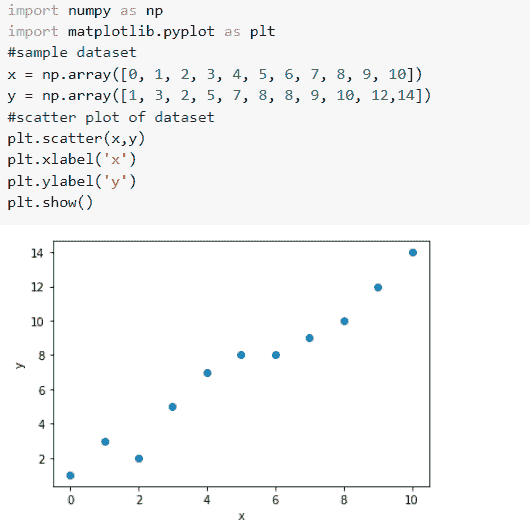 import numpy as np
import matplotlib.pyplot as plt
#sample dataset
x = np.array([0, 1, 2, 3, 4, 5, 6, 7, 8, 9, 10])
y = np.array([1, 3, 2, 5, 7, 8, 8, 9, 10, 12,14])
#scatter plot of dataset
plt.scatter(x,y)
plt.xlabel('x')
plt.ylabel('y')
plt.show()
14
12
10
8
6
4
2
y
0 2 4 6 8 10
x